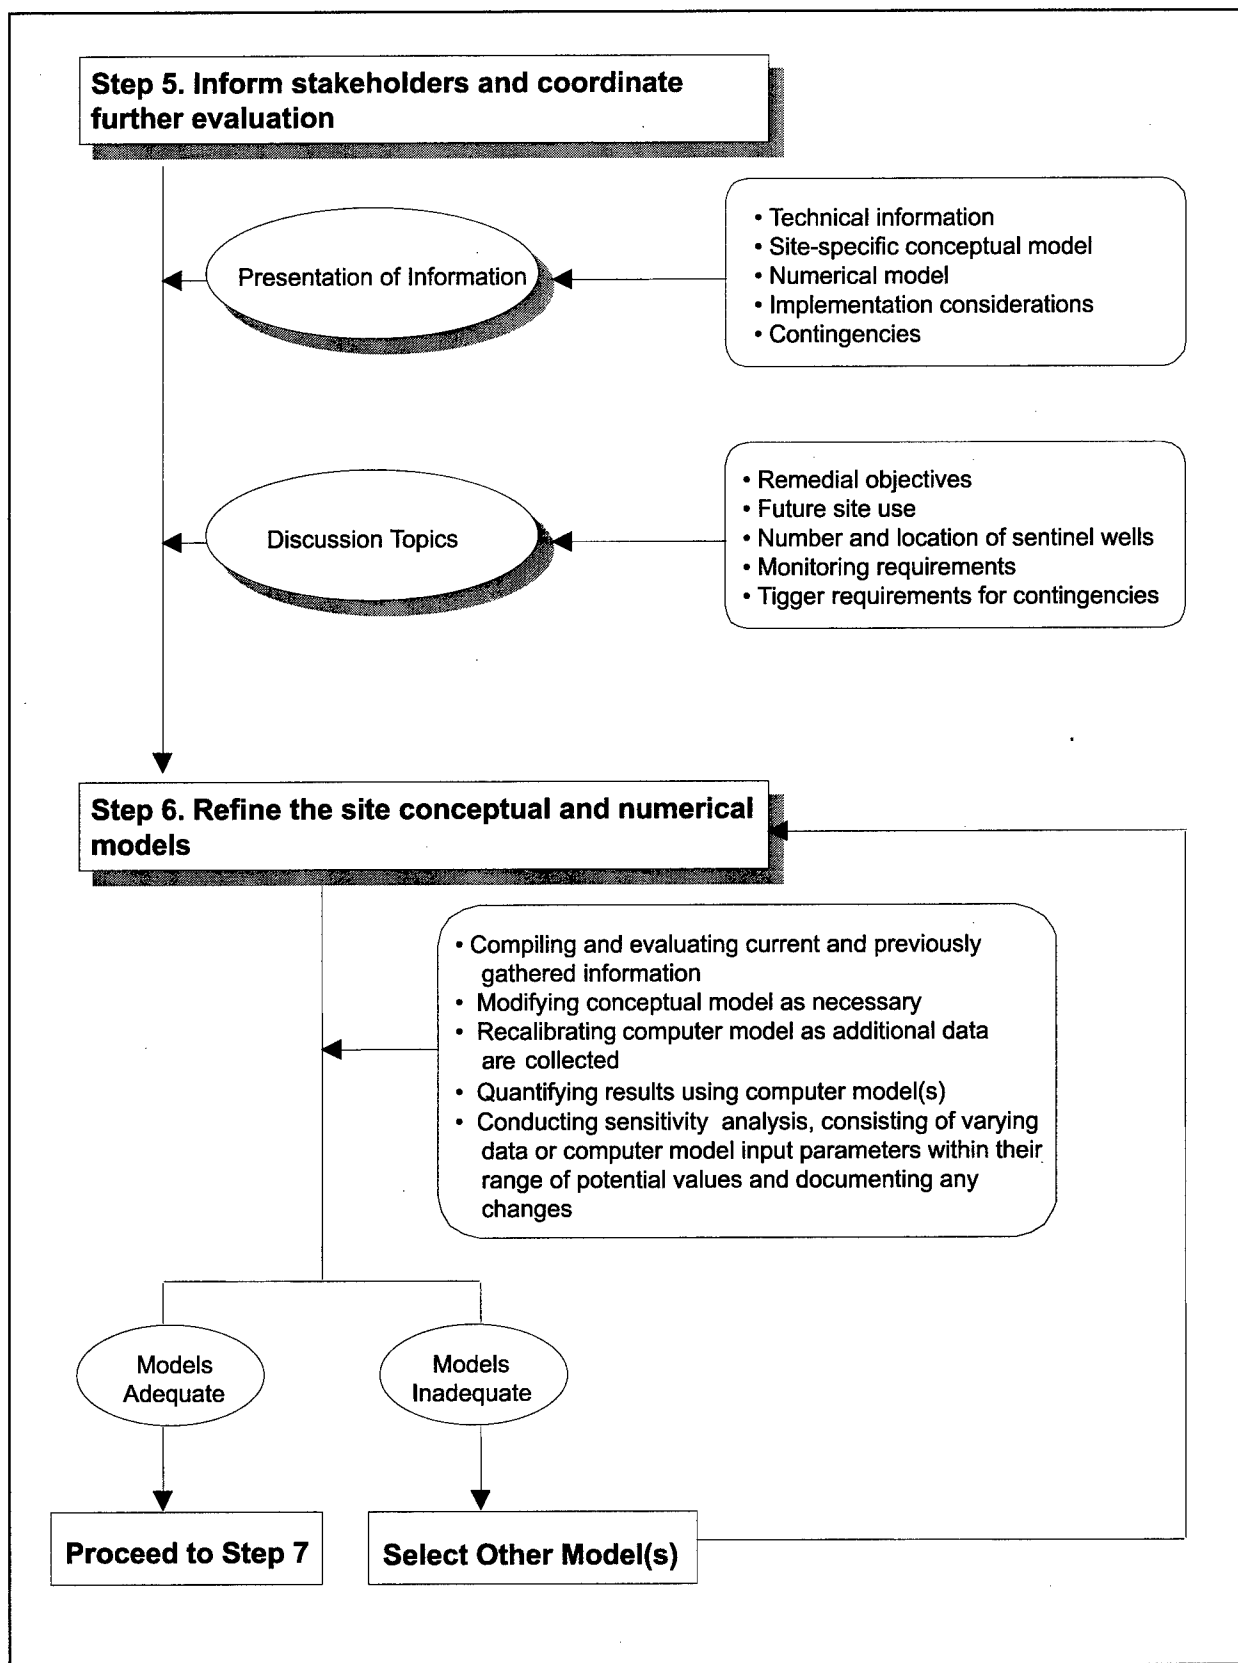 Step 5. Inform stakeholders and coordinate
further evaluation
Presentation of Information
• Technical information
• Site-specific conceptual model
• Numerical model
• Implementation considerations
• Contingencies
Discussion Topics
• Remedial objectives
• Future site use
• Number and location of sentinel wells
• Monitoring requirements
• Tigger requirements for contingencies
Step 6. Refine the site conceptual and numerical
models
• Compiling and evaluating current and previously
gathered information
• Modifying conceptual model as necessary
• Recalibrating computer model as additional data
are collected
• Quantifying results using computer model(s)
• Conducting sensitivity analysis, consisting of varying
data or computer model input parameters within their
range of potential values and documenting any
changes
Models
Adequate
Models
Inadequate
Proceed to Step 7
Select Other Model(s)